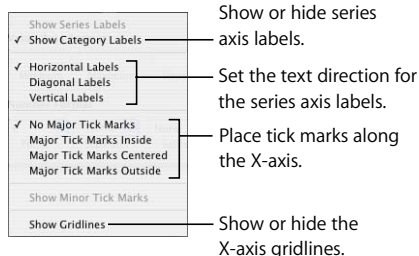 Show Series Labels
✓ Show Category Labels
✓ Horizontal Labels
Diagonal Labels
Vertical Labels
✓ No Major Tick Marks
Major Tick Marks Inside
Major Tick Marks Centered
Major Tick Marks Outside
Show Minor Tick Marks
Show Gridlines
Show or hide series
axis labels.
Set the text direction for
the series axis labels.
Place tick marks along
the X-axis.
Show or hide the
X-axis gridlines.